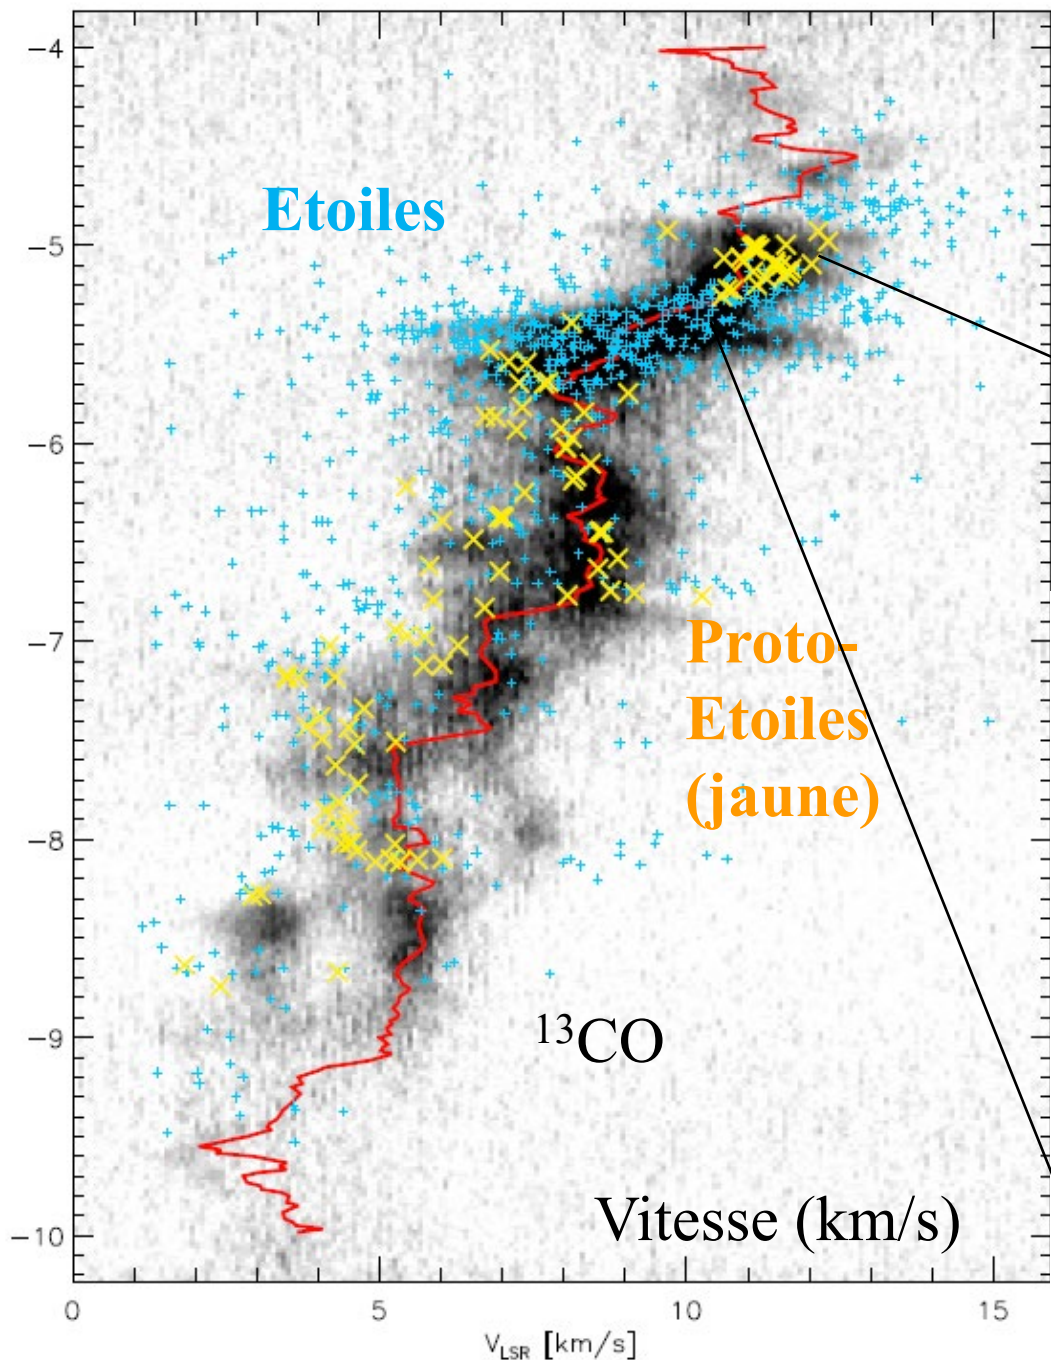 −4
Etoiles
−5
−6
Proto-
Etoiles
(jaune)
−7
−8
¹³CO
−9
Vitesse (km/s)
−10
0 5 10 15
V_LSR [km/s]